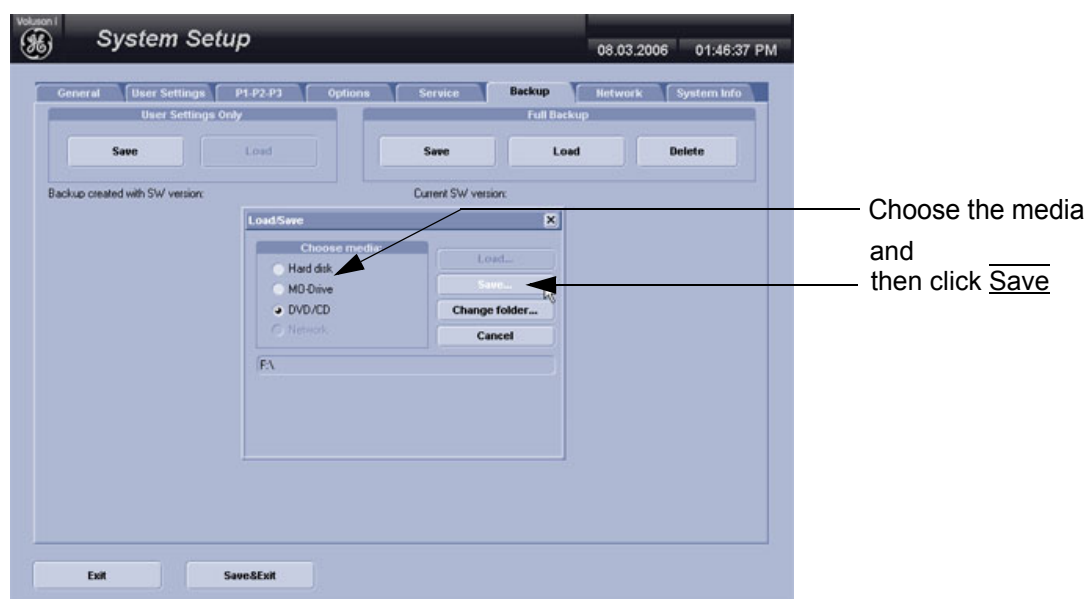 Voluson i
System Setup
08.03.2006 01:46:37 PM
General User Settings P1-P2-P3 Options Service Backup Network System Info
User Settings Only Full Backup
Save Load Save Load Delete
Backup created with SW version: Current SW version:
Load/Save
Choose media:
Hard disk
MO-Drive
DVD/CD
Network
Load...
Save...
Change folder...
Cancel
F:\
Exit Save&Exit
Choose the media
and
then click Save